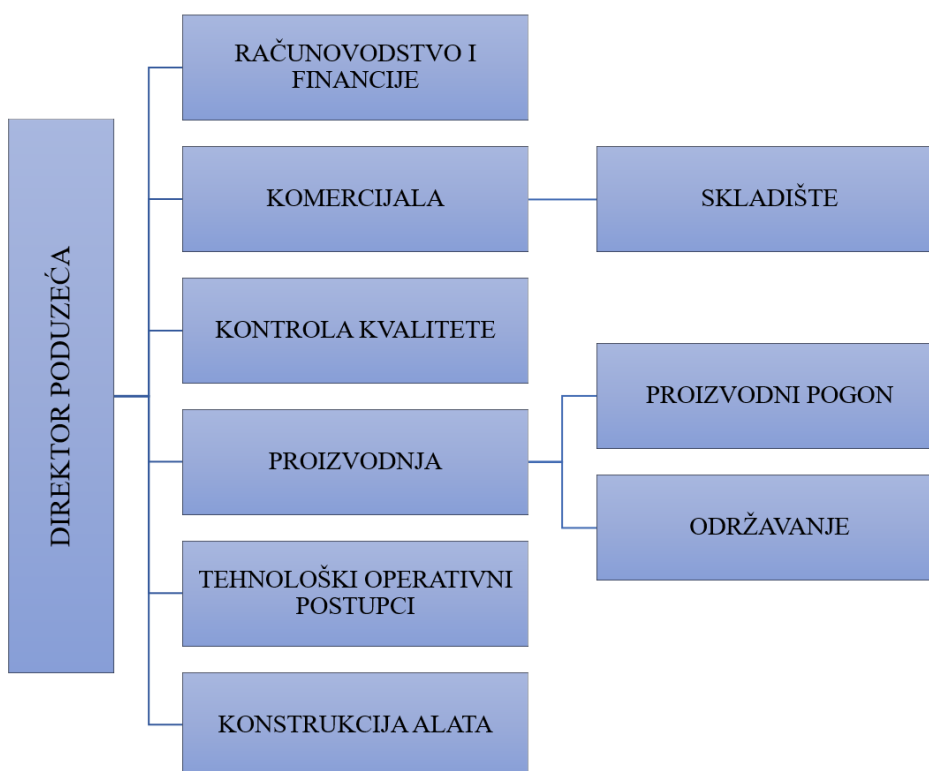 DIREKTOR PODUZEĆA
RAČUNOVODSTVO I
FINANCIJE
KOMERCIJALA
SKLADIŠTE
KONTROLA KVALITETE
PROIZVODNJA
PROIZVODNI POGON
ODRŽAVANJE
TEHNOLOŠKI OPERATIVNI
POSTUPCI
KONSTRUKCIJA ALATA